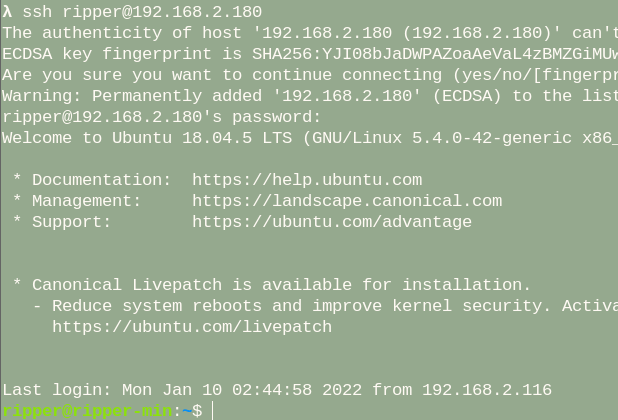 λ ssh ripper@192.168.2.180
The authenticity of host '192.168.2.180 (192.168.2.180)' can't
ECDSA key fingerprint is SHA256:YJI08bJaDWPAZoaAeVaL4zBMZGiMU
Are you sure you want to continue connecting (yes/no/[fingerpr
Warning: Permanently added '192.168.2.180' (ECDSA) to the list
ripper@192.168.2.180's password:
Welcome to Ubuntu 18.04.5 LTS (GNU/Linux 5.4.0-42-generic x86_
* Documentation:  https://help.ubuntu.com
* Management:     https://landscape.canonical.com
* Support:        https://ubuntu.com/advantage
* Canonical Livepatch is available for installation.
- Reduce system reboots and improve kernel security. Activa
https://ubuntu.com/livepatch
Last login: Mon Jan 10 02:44:58 2022 from 192.168.2.116
ripper@ripper-min:~$